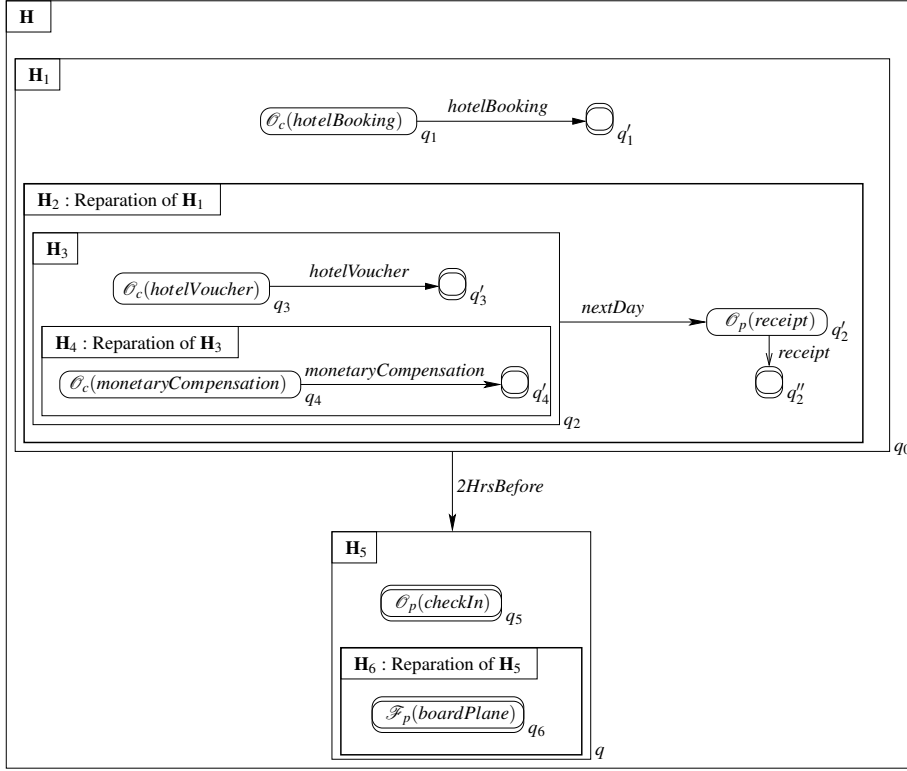 H
H₁
hotelBooking
𝒪c(hotelBooking)
q₁
q′₁
H₂ : Reparation of H₁
H₃
hotelVoucher
𝒪c(hotelVoucher)
q₃
q′₃
nextDay
𝒪p(receipt)
q′₂
H₄ : Reparation of H₃
receipt
monetaryCompensation
𝒪c(monetaryCompensation)
q₄
q′₄
q″₂
q₂
q₀
2HrsBefore
H₅
𝒪p(checkIn)
q₅
H₆ : Reparation of H₅
ℱp(boardPlane)
q₆
q